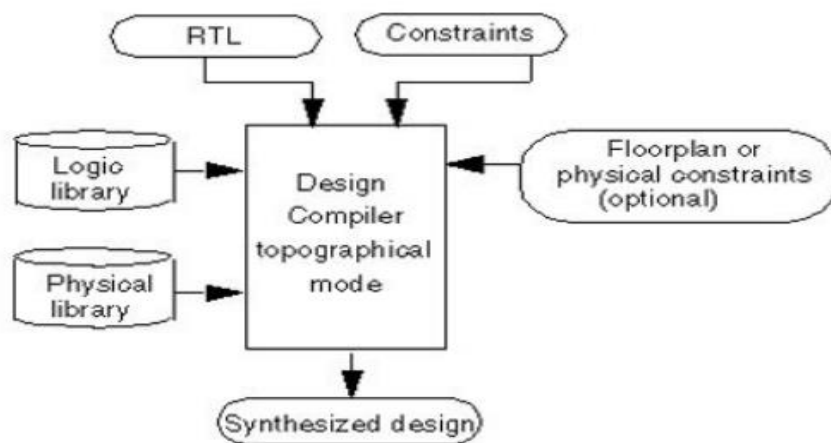 RTL
Constraints
Logic
library
Design
Compiler
topographical
mode
Floorplan or
physical constraints
(optional)
Physical
library
Synthesized design